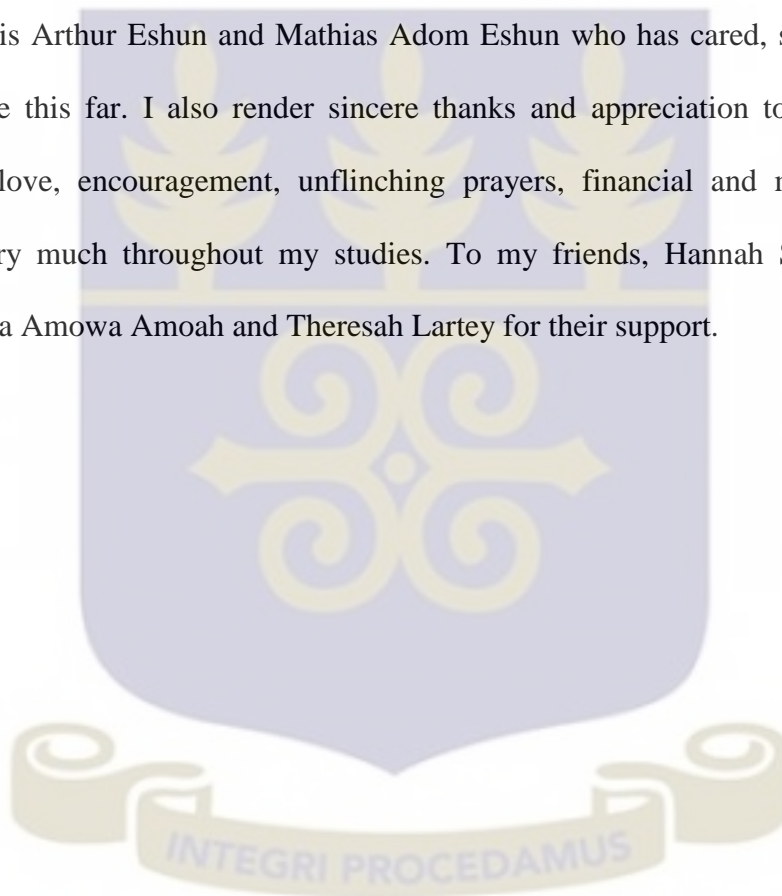 is Arthur Eshun and Mathias Adom Eshun who has cared, s
e this far. I also render sincere thanks and appreciation to
love, encouragement, unflinching prayers, financial and
ry much throughout my studies. To my friends, Hannah
a Amowa Amoah and Theresah Lartey for their support.
INTEGRI PROCEDAMUS